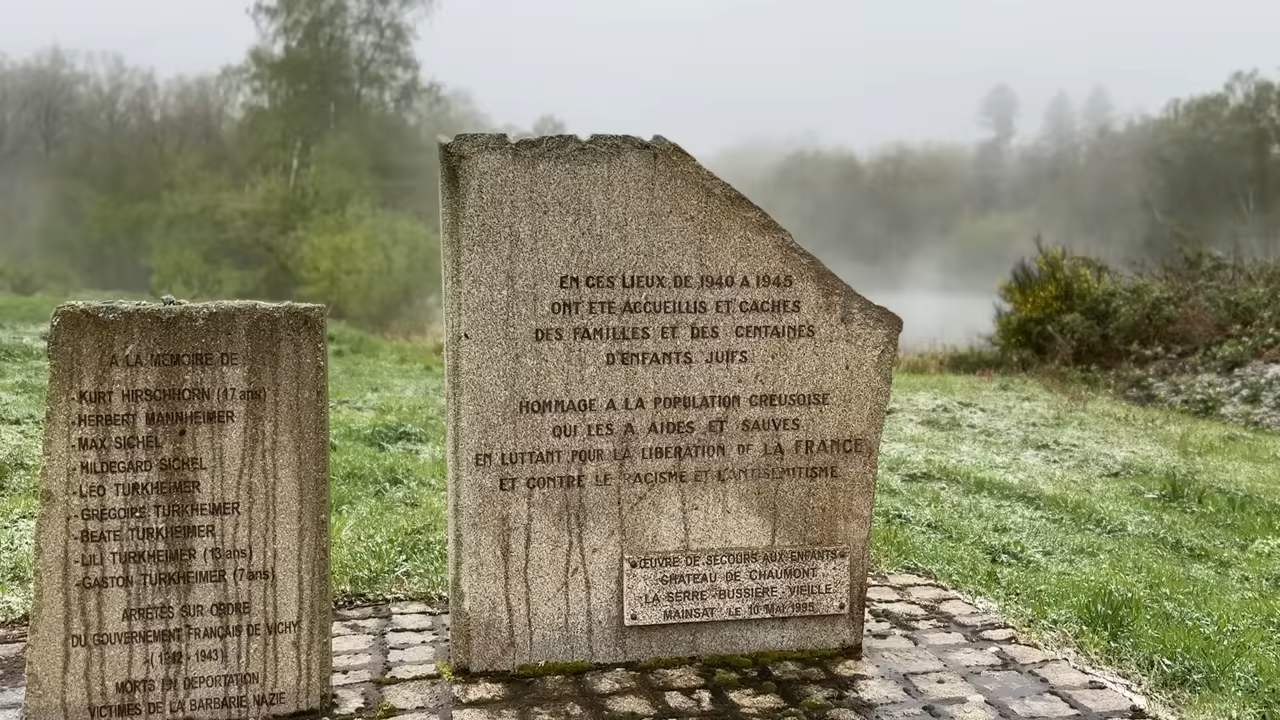 A LA MÉMOIRE DE
- KURT HIRSCHHORN (17 ans)
- HERBERT MANNHEIMER
- MAX SICHEL
- HILDEGARD SICHEL
- LÉO TURKHEIMER
- GRÉGOIRE TURKHEIMER
- BEATE TURKHEIMER
- LILI TURKHEIMER (13 ans)
- GASTON TURKHEIMER (7 ans)
ARRÊTÉS SUR ORDRE
DU GOUVERNEMENT FRANÇAIS DE VICHY
(1942 - 1943)
MORTS EN DÉPORTATION
VICTIMES DE LA BARBARIE NAZIE
EN CES LIEUX DE 1940 A 1945
ONT ETE ACCUEILLIS ET CACHES
DES FAMILLES ET DES CENTAINES
D'ENFANTS JUIFS
HOMMAGE A LA POPULATION CREUSOISE
QUI LES A AIDES ET SAUVES
EN LUTTANT POUR LA LIBERATION DE LA FRANCE
ET CONTRE LE RACISME ET L'ANTISEMITISME
ŒUVRE DE SECOURS AUX ENFANTS
CHATEAU DE CHAUMONT
LA SERRE - BUSSIERE - VIEILLE
MAINSAT LE 10 MAI 1995